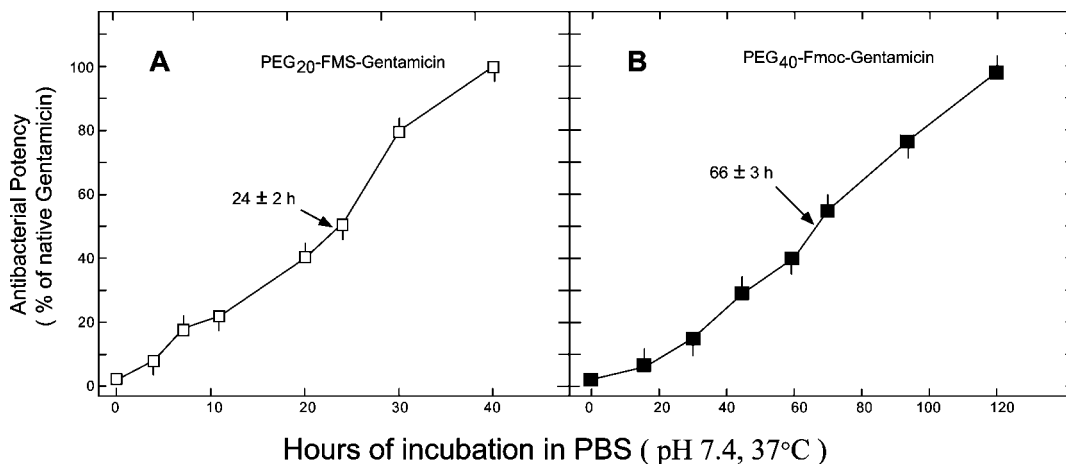 A
PEG20-FMS-Gentamicin
B
PEG40-Fmoc-Gentamicin
Antibacterial Potency
( % of native Gentamicin)
100
80
60
40
20
0
24 ± 2 h
66 ± 3 h
0 10 20 30 40
0 20 40 60 80 100 120
Hours of incubation in PBS ( pH 7.4, 37°C )